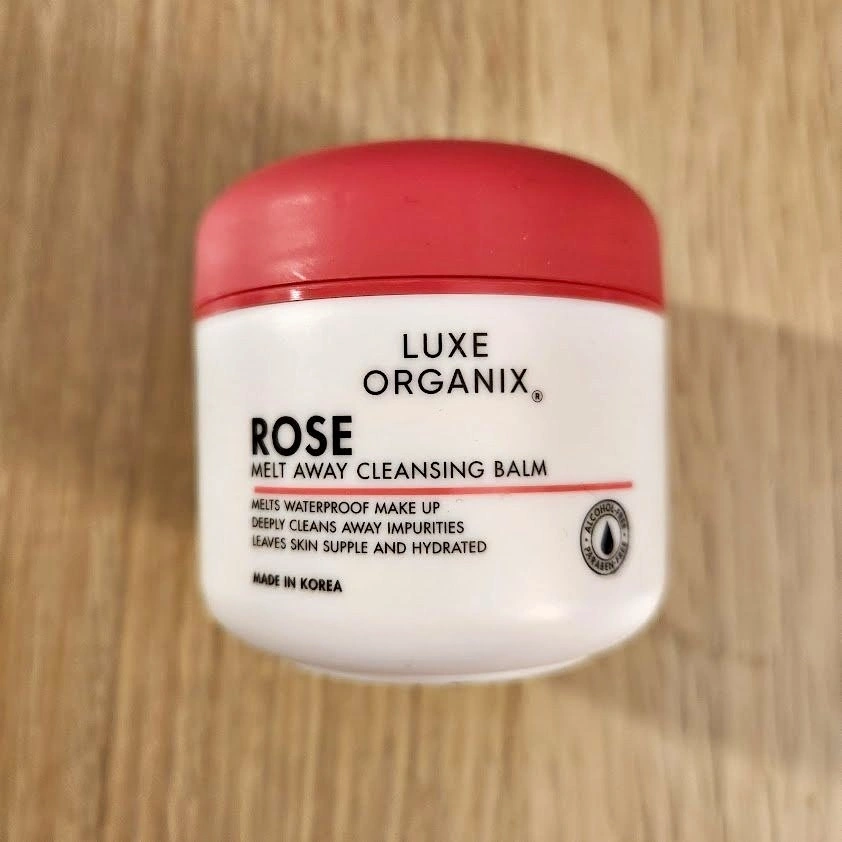 LUXE
ORGANIX®
ROSE
MELT AWAY CLEANSING BALM
MELTS WATERPROOF MAKE UP
DEEPLY CLEANS AWAY IMPURITIES
LEAVES SKIN SUPPLE AND HYDRATED
ALCOHOL-FREE
PARABEN-FREE
MADE IN KOREA